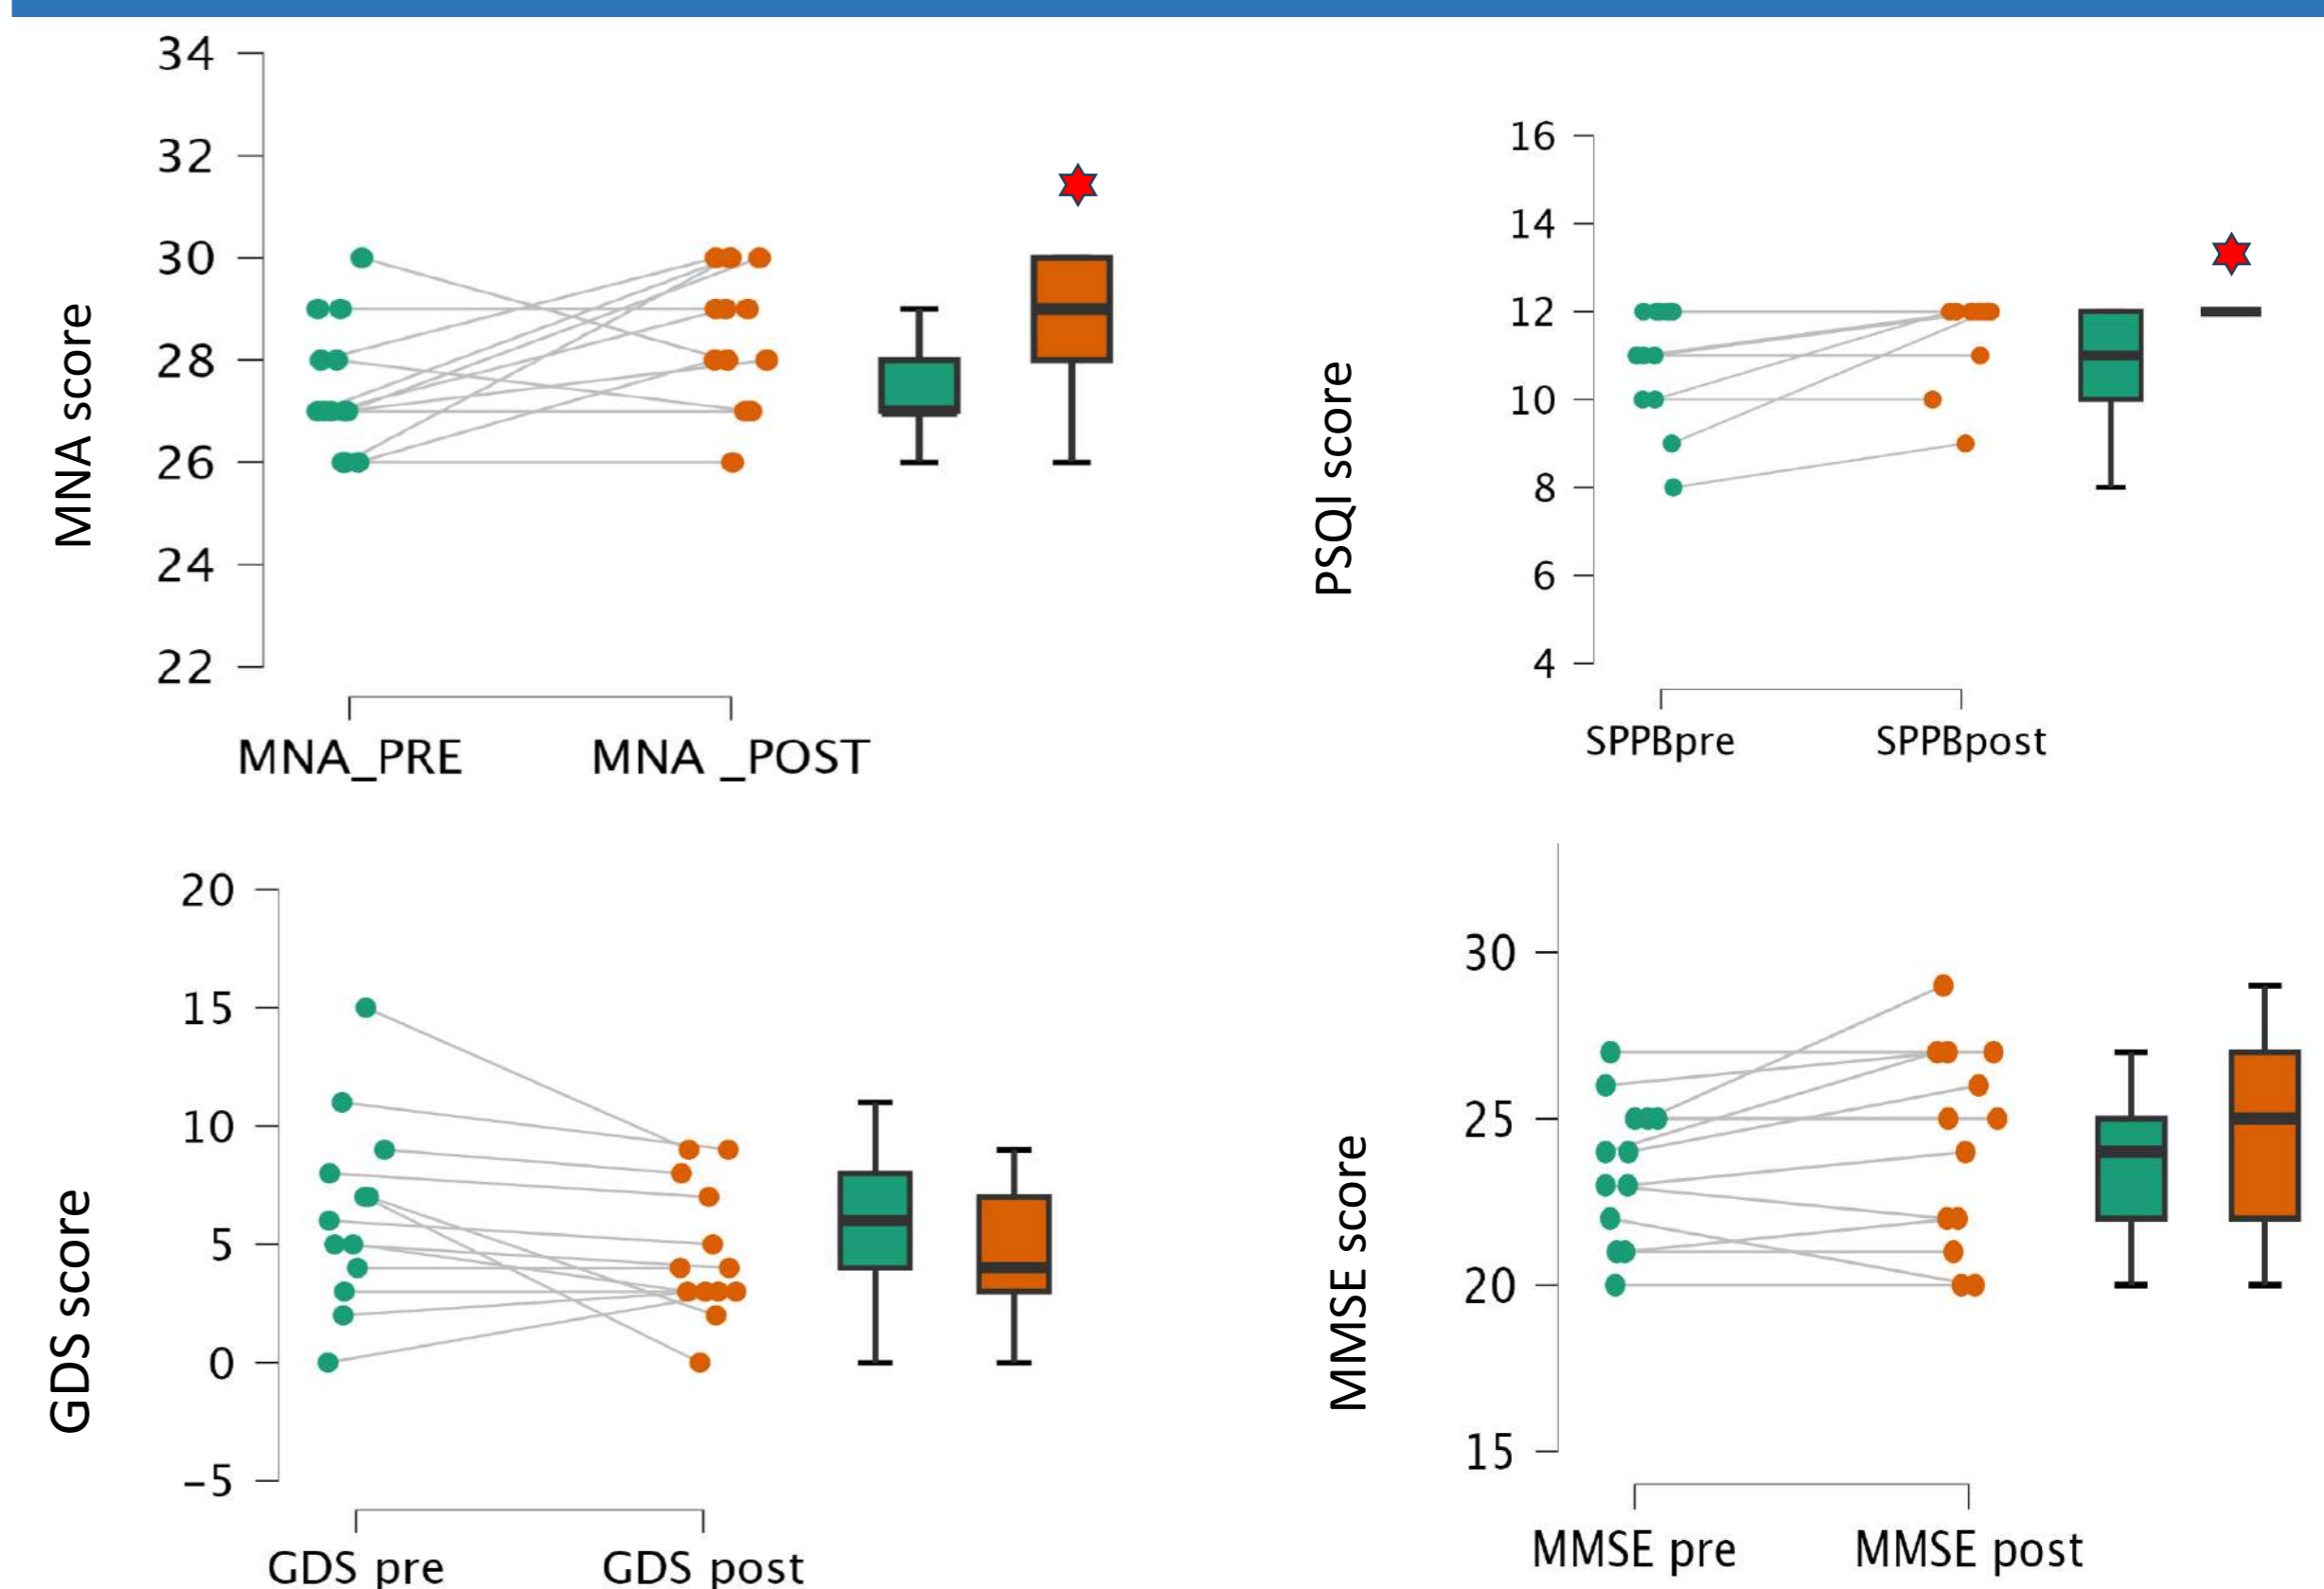 34
32
30
28
26
24
22
MNA score
MNA_PRE
MNA _POST
16
14
12
10
8
6
4
PSQI score
SPPBpre
SPPBpost
20
15
10
5
0
-5
GDS score
GDS pre
GDS post
30
25
20
15
MMSE score
MMSE pre
MMSE post